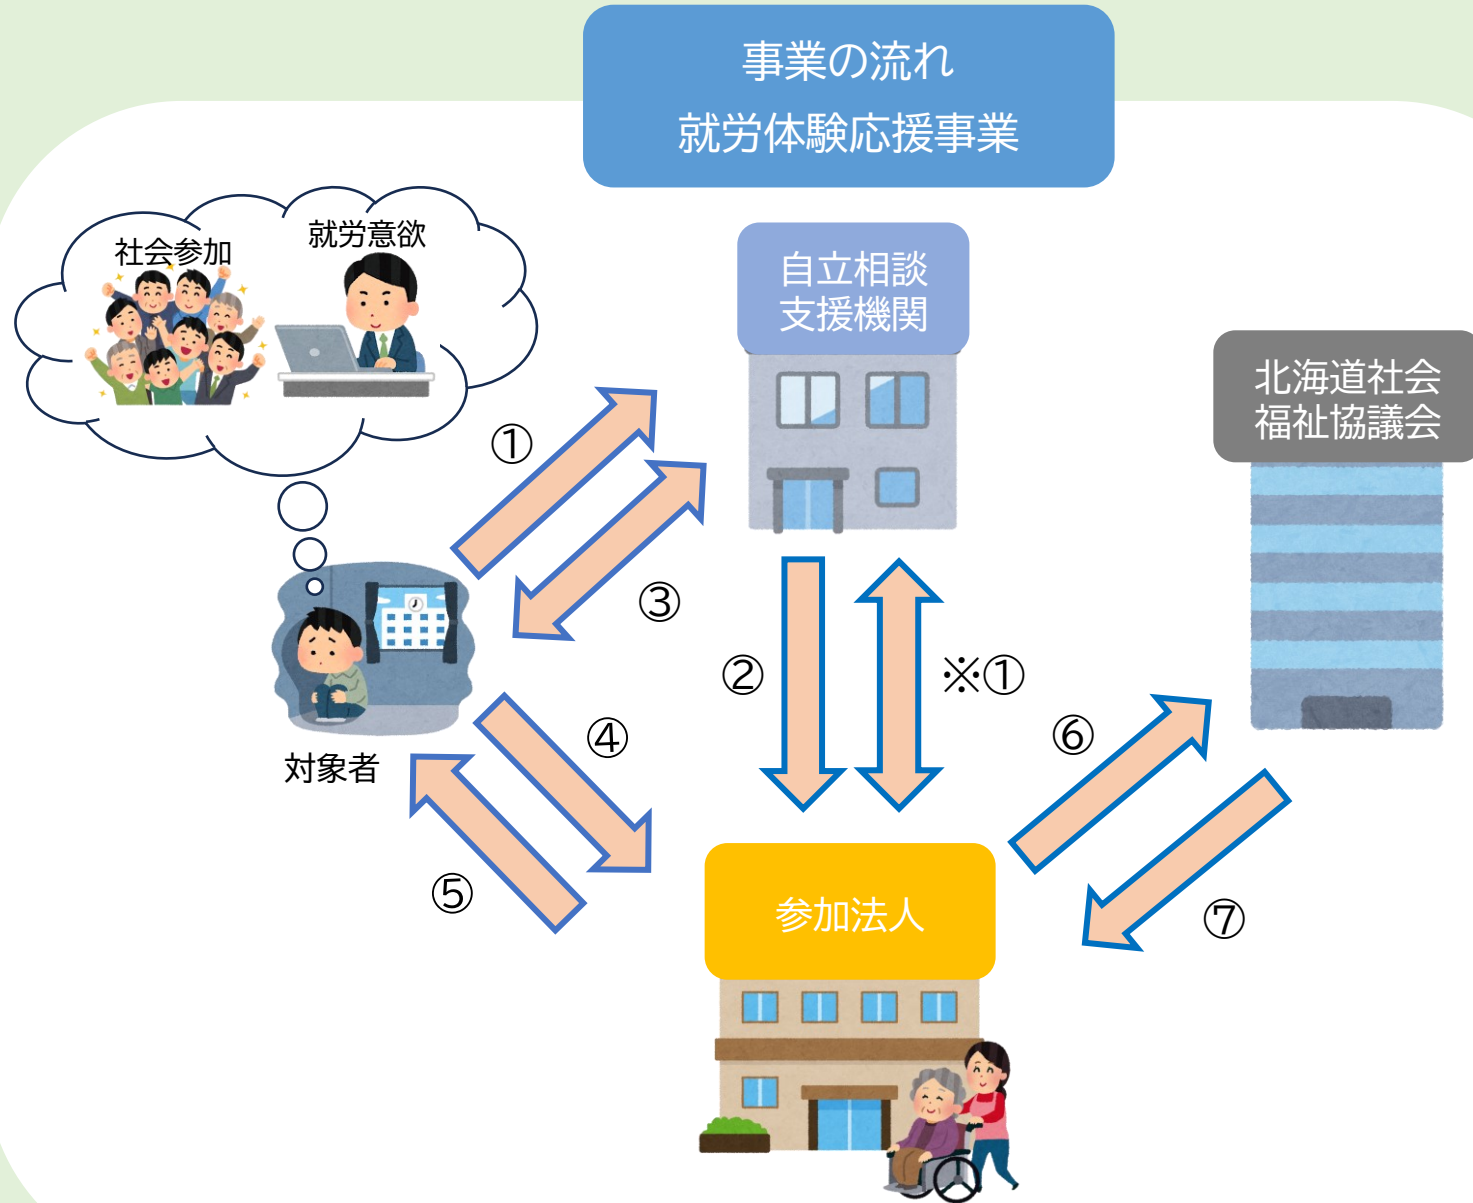 事業の流れ
就労体験応援事業
社会参加
就労意欲
自立相談
支援機関
北海道社会
福祉協議会
①
③
②
※①
④
対象者
⑥
⑤
⑦
参加法人